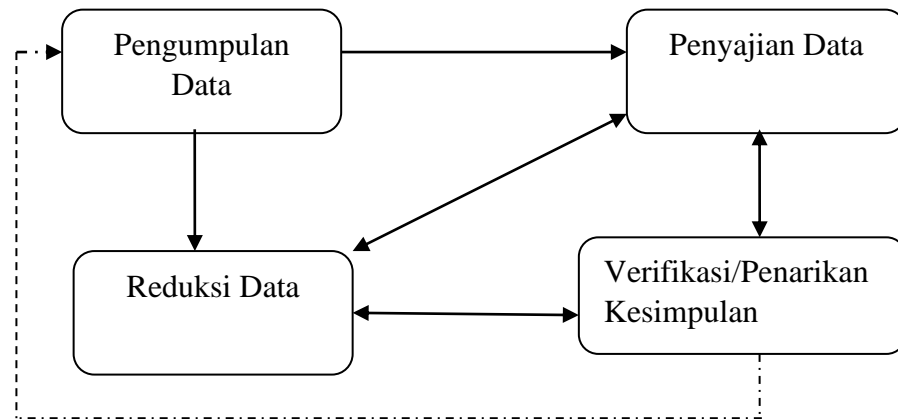 Pengumpulan
Data
Penyajian Data
Reduksi Data
Verifikasi/Penarikan
Kesimpulan